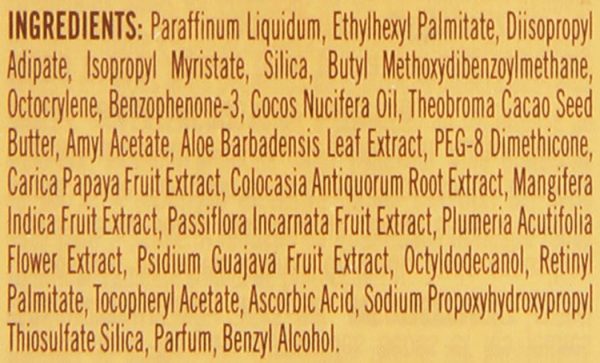 INGREDIENTS: Paraffinum Liquidum, Ethylhexyl Palmitate, Diisopropyl
Adipate, Isopropyl Myristate, Silica, Butyl Methoxydibenzoylmethane,
Octocrylene, Benzophenone-3, Cocos Nucifera Oil, Theobroma Cacao Seed
Butter, Amyl Acetate, Aloe Barbadensis Leaf Extract, PEG-8 Dimethicone,
Carica Papaya Fruit Extract, Colocasia Antiquorum Root Extract, Mangifera
Indica Fruit Extract, Passiflora Incarnata Fruit Extract, Plumeria Acutifolia
Flower Extract, Psidium Guajava Fruit Extract, Octyldodecanol, Retinyl
Palmitate, Tocopheryl Acetate, Ascorbic Acid, Sodium Propoxyhydroxypropyl
Thiosulfate Silica, Parfum, Benzyl Alcohol.